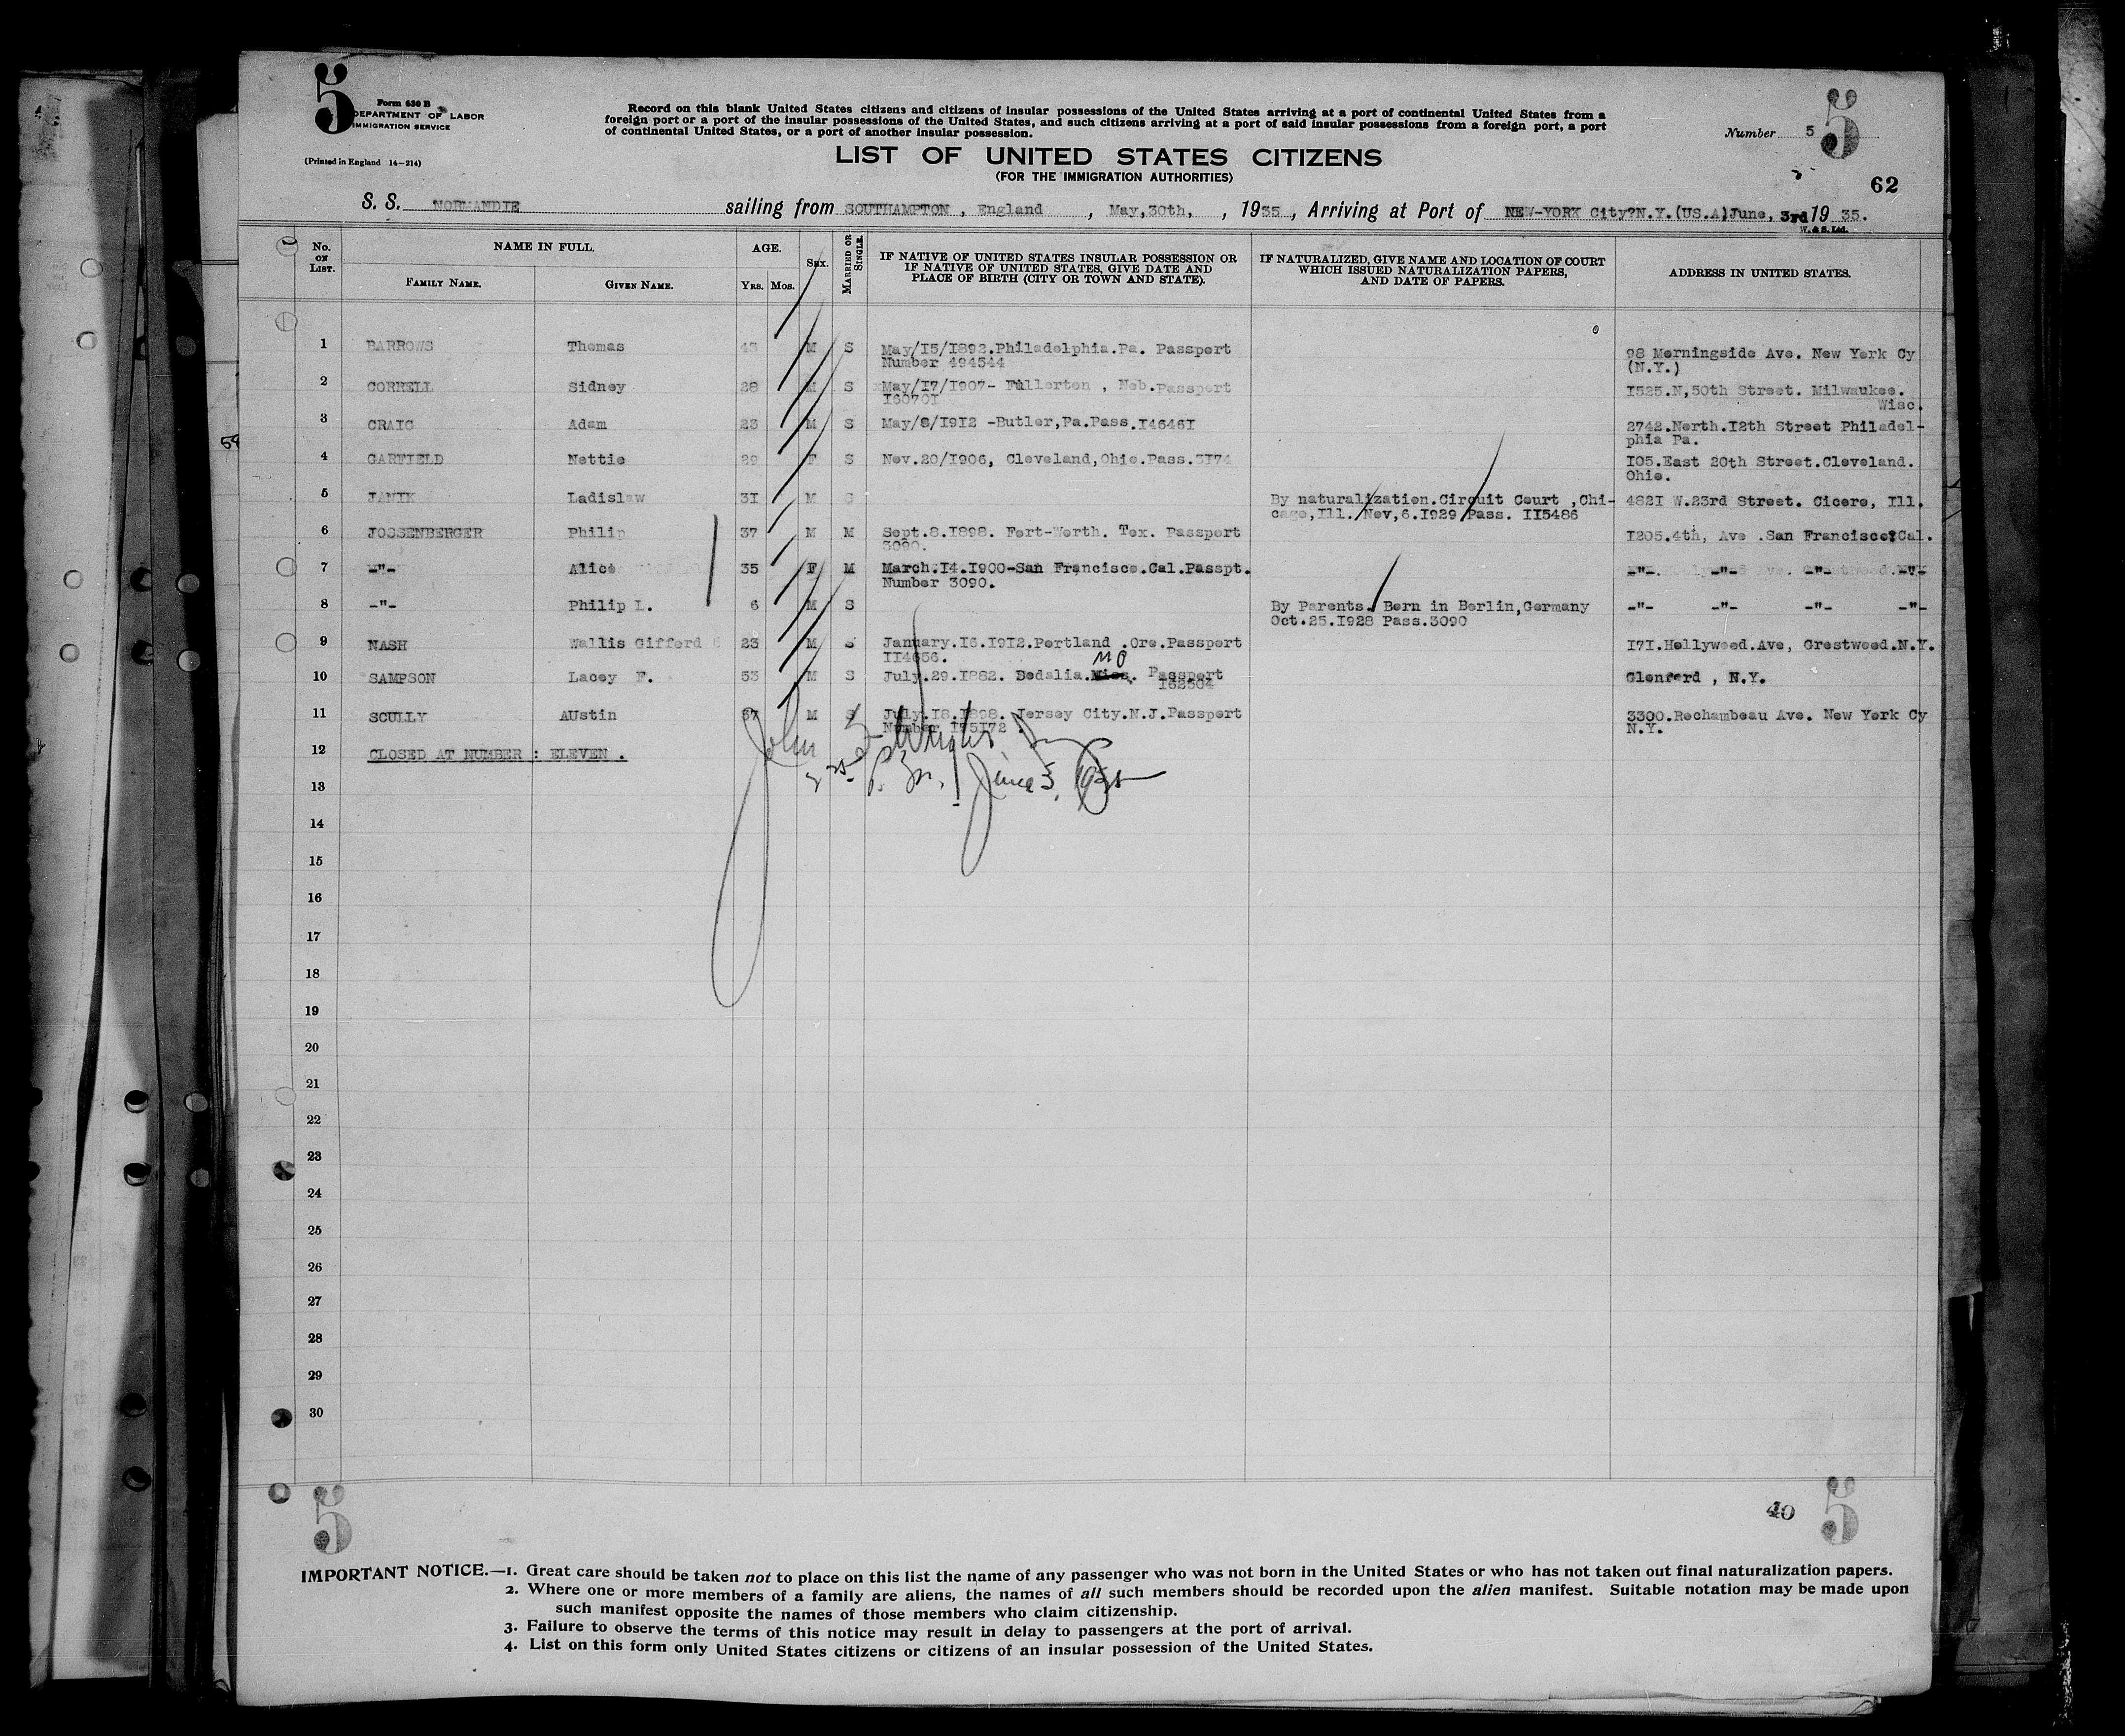 5
Form 630 B
DEPARTMENT OF LABOR
IMMIGRATION SERVICE
(Printed in England 14—214)
Record on this blank United States citizens and citizens of insular possessions of the United States arriving at a port of continental United States from a
foreign port or a port of the insular possessions of the United States, and such citizens arriving at a port of said insular possessions from a foreign port, a port
of continental United States, or a port of another insular possession.
Number 5
5
LIST OF UNITED STATES CITIZENS
(FOR THE IMMIGRATION AUTHORITIES)
62
S. S. NORMANDIE sailing from SOUTHAMPTON , England , May,30th, , 1935 , Arriving at Port of NEW-YORK City?N.Y.(US.A)June, 3rd 19 35.
W. & S. Ltd.
No. ON LIST.
NAME IN FULL.
FAMILY NAME.
GIVEN NAME.
AGE.
YRS. MOS.
SEX.
MARRIED OR SINGLE.
IF NATIVE OF UNITED STATES INSULAR POSSESSION OR
IF NATIVE OF UNITED STATES, GIVE DATE AND
PLACE OF BIRTH (CITY OR TOWN AND STATE).
IF NATURALIZED, GIVE NAME AND LOCATION OF COURT
WHICH ISSUED NATURALIZATION PAPERS,
AND DATE OF PAPERS.
ADDRESS IN UNITED STATES.
1 BARROWS Thomas 43 M S May/I5/I892.Philadelphia.Pa. Passport 98 Morningside Ave. New York Cy
Number 494544 (N.Y.)
2 CORRELL Sidney 28 M S May/I7/I907- Fullerton , Neb.Passport I525.N,50th Street. Milwaukee.
I6070I Wisc.
3 CRAIG Adam 23 M S May/8/I9I2 -Butler,Pa.Pass.I4646I 2742.North.I2th Street Philadel-
phia Pa.
4 GARFIELD Nettie 29 F S Nov.20/I906, Cleveland,Ohio.Pass.3I74 I05.East 20th Street.Cleveland.
Ohio.
5 JANIK Ladislaw 3I M S By naturalization.Circuit Court ,Chi- 482I W.23rd Street. Cicero, Ill.
cago,Ill. Nov,6.I929 Pass. II5486
6 JOSSENBERGER Philip 37 M M Sept.8.I898. Fort-Worth. Tex. Passport I205.4th, Ave .San Francisco?Cal.
3090.
7 -"- Alice 35 F M March.I4.I900-San Francisco.Cal.Passpt. -"- -"- -"- -"-
Number 3090.
8 -"- Philip L. 6 M S By Parents. Born in Berlin,Germany -"- -"- -"- -"-
Oct.25.I928 Pass.3090
9 NASH Wallis Gifford 23 M S January.I6.I9I2.Portland .Ore.Passport I7I.Hollywood.Ave, Crestwood.N.Y.
II4656.
10 SAMPSON Lacey F. 53 M S July.29.I882. Sedalia. MO Passport Glenford , N.Y.
I62504
11 SCULLY AUstin 37 M S July.I8.I898. Jersey City.N.J.Passport 3300.Rochambeau Ave. New York Cy
Number I55I72 N.Y.
12 CLOSED AT NUMBER : ELEVEN .
John S Wright
June 3, 1935
13
14
15
16
17
18
19
20
21
22
23
24
25
26
27
28
29
30
5
40
5
IMPORTANT NOTICE.—1. Great care should be taken not to place on this list the name of any passenger who was not born in the United States or who has not taken out final naturalization papers.
2. Where one or more members of a family are aliens, the names of all such members should be recorded upon the alien manifest. Suitable notation may be made upon
such manifest opposite the names of those members who claim citizenship.
3. Failure to observe the terms of this notice may result in delay to passengers at the port of arrival.
4. List on this form only United States citizens or citizens of an insular possession of the United States.